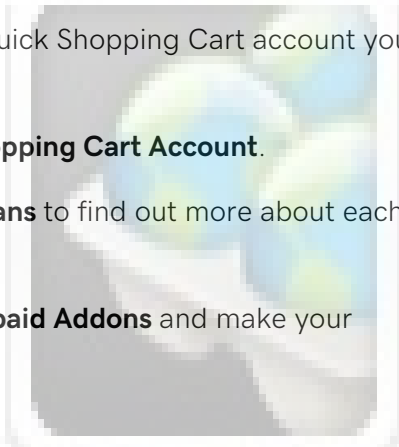 uick Shopping Cart account you
opping Cart Account.
ans to find out more about each
paid Addons and make your